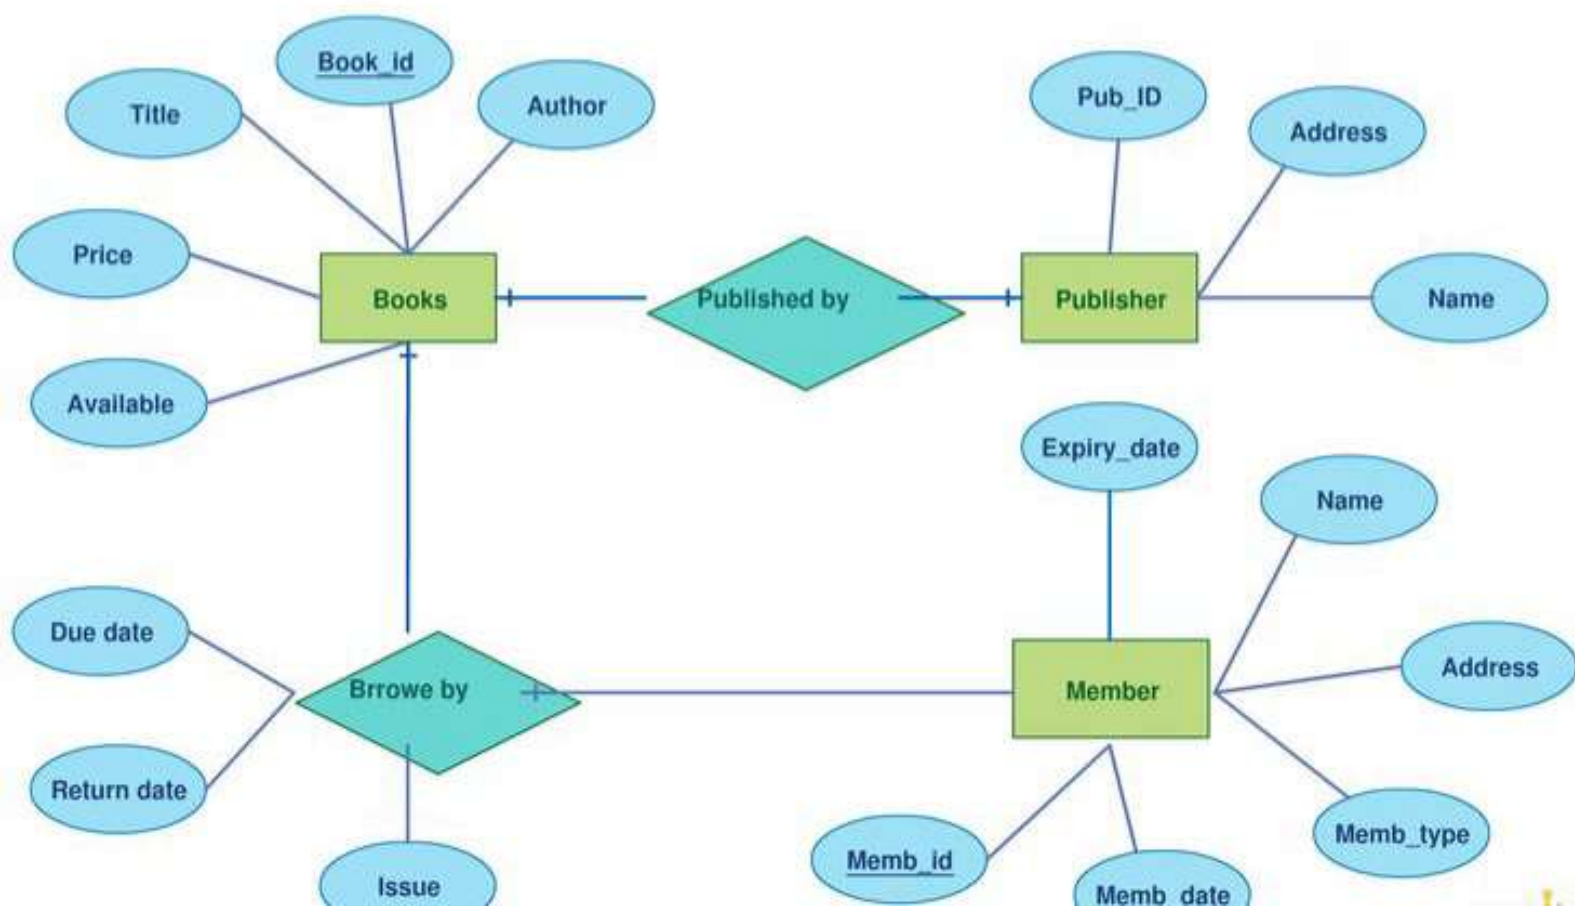 Book_id
Author
Title
Pub_ID
Address
Price
Books
Published by
Publisher
Name
Available
Expiry_date
Name
Due date
Brrowe by
Member
Address
Return date
Memb_type
Memb_id
Issue
Memb_date